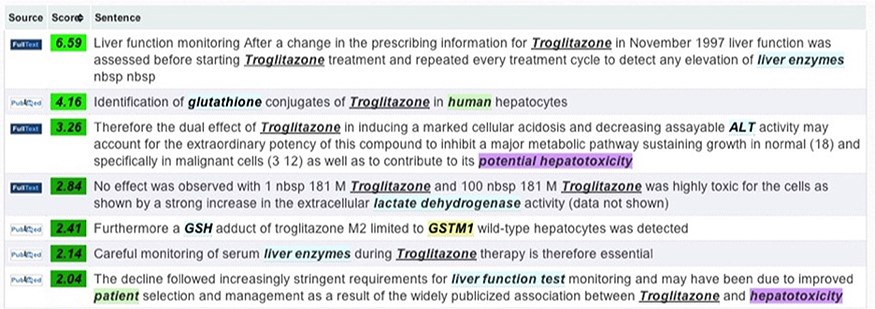 Source Score Sentence
FullText 6.59 Liver function monitoring After a change in the prescribing information for Troglitazone in November 1997 liver function was
assessed before starting Troglitazone treatment and repeated every treatment cycle to detect any elevation of liver enzymes
nbsp nbsp
PubMed 4.16 Identification of glutathione conjugates of Troglitazone in human hepatocytes
FullText 3.26 Therefore the dual effect of Troglitazone in inducing a marked cellular acidosis and decreasing assayable ALT activity may
account for the extraordinary potency of this compound to inhibit a major metabolic pathway sustaining growth in normal (18) and
specifically in malignant cells (3 12) as well as to contribute to its potential hepatotoxicity
FullText 2.84 No effect was observed with 1 nbsp 181 M Troglitazone and 100 nbsp 181 M Troglitazone was highly toxic for the cells as
shown by a strong increase in the extracellular lactate dehydrogenase activity (data not shown)
PubMed 2.41 Furthermore a GSH adduct of troglitazone M2 limited to GSTM1 wild-type hepatocytes was detected
PubMed 2.14 Careful monitoring of serum liver enzymes during Troglitazone therapy is therefore essential
PubMed 2.04 The decline followed increasingly stringent requirements for liver function test monitoring and may have been due to improved
patient selection and management as a result of the widely publicized association between Troglitazone and hepatotoxicity